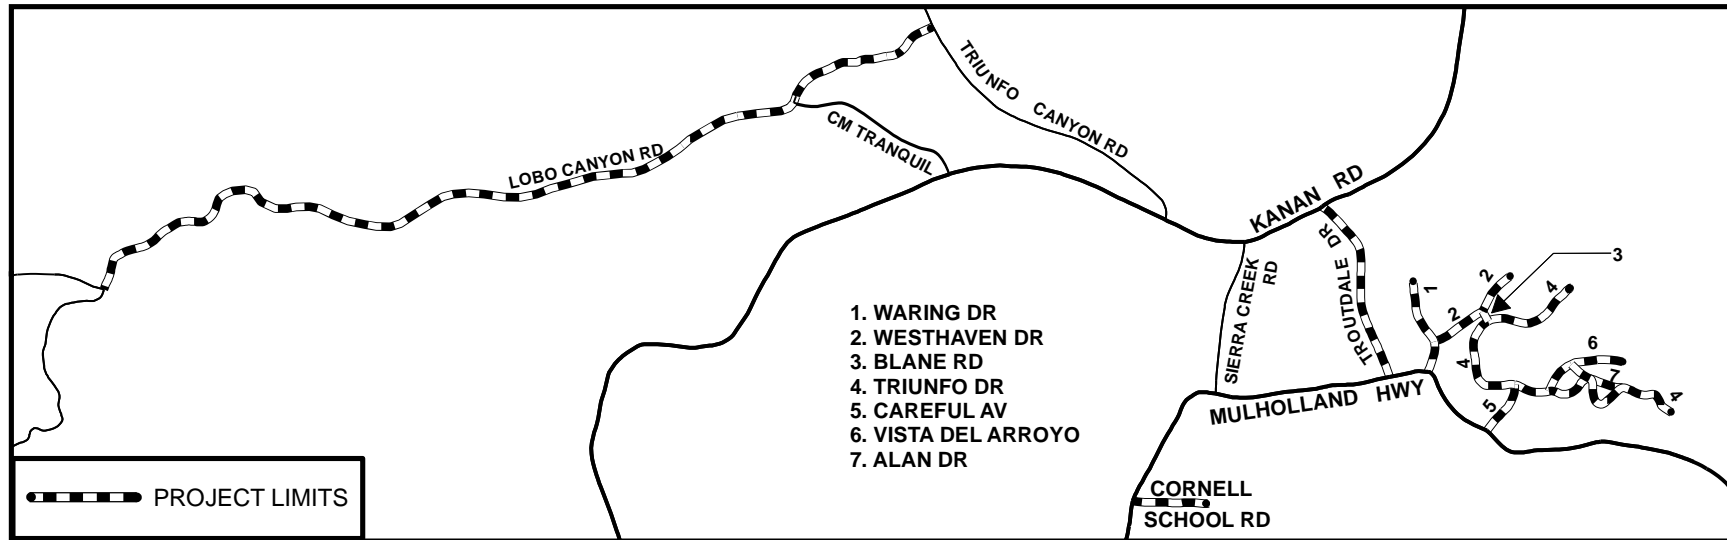 TRIUNFO CANYON RD
CM TRANQUIL
LOBO CANYON RD
KANAN RD
TROUTDALE DR
SIERRA CREEK
RD
MULHOLLAND HWY
1
2
2
3
4
4
4
5
6
7
1. WARING DR
2. WESTHAVEN DR
3. BLANE RD
4. TRIUNFO DR
5. CAREFUL AV
6. VISTA DEL ARROYO
7. ALAN DR
CORNELL
SCHOOL RD
PROJECT LIMITS